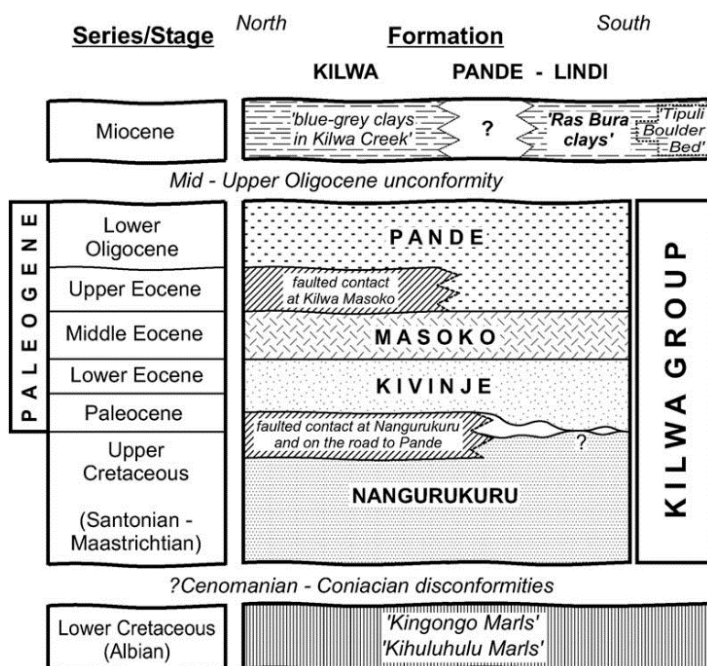 Series/Stage
North
Formation
South
KILWA
PANDE - LINDI
Miocene
'blue-grey clays
in Kilwa Creek'
?
'Ras Bura
clays'
'Tipuli
Boulder
-Bed'
Mid - Upper Oligocene unconformity
PALEOGENE
Lower
Oligocene
PANDE
Upper Eocene
faulted contact
at Kilwa Masoko
Middle Eocene
MASOKO
Lower Eocene
KIVINJE
Paleocene
faulted contact at Nangurukuru
and on the road to Pande
?
Upper
Cretaceous
(Santonian -
Maastrichtian)
NANGURUKURU
KILWA GROUP
?Cenomanian - Coniacian disconformities
Lower Cretaceous
(Albian)
'Kingongo Marls'
'Kihuluhulu Marls'